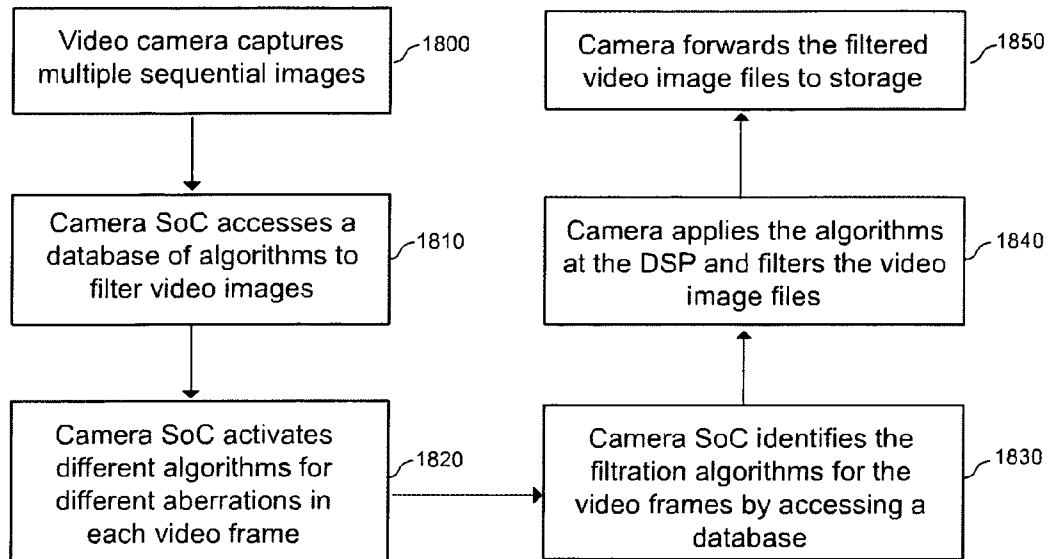 Video camera captures
multiple sequential images
1800
Camera SoC accesses a
database of algorithms to
filter video images
1810
Camera SoC activates
different algorithms for
different aberrations in
each video frame
1820
Camera SoC identifies the
filtration algorithms for the
video frames by accessing a
database
1830
Camera applies the algorithms
at the DSP and filters the video
image files
1840
Camera forwards the filtered
video image files to storage
1850